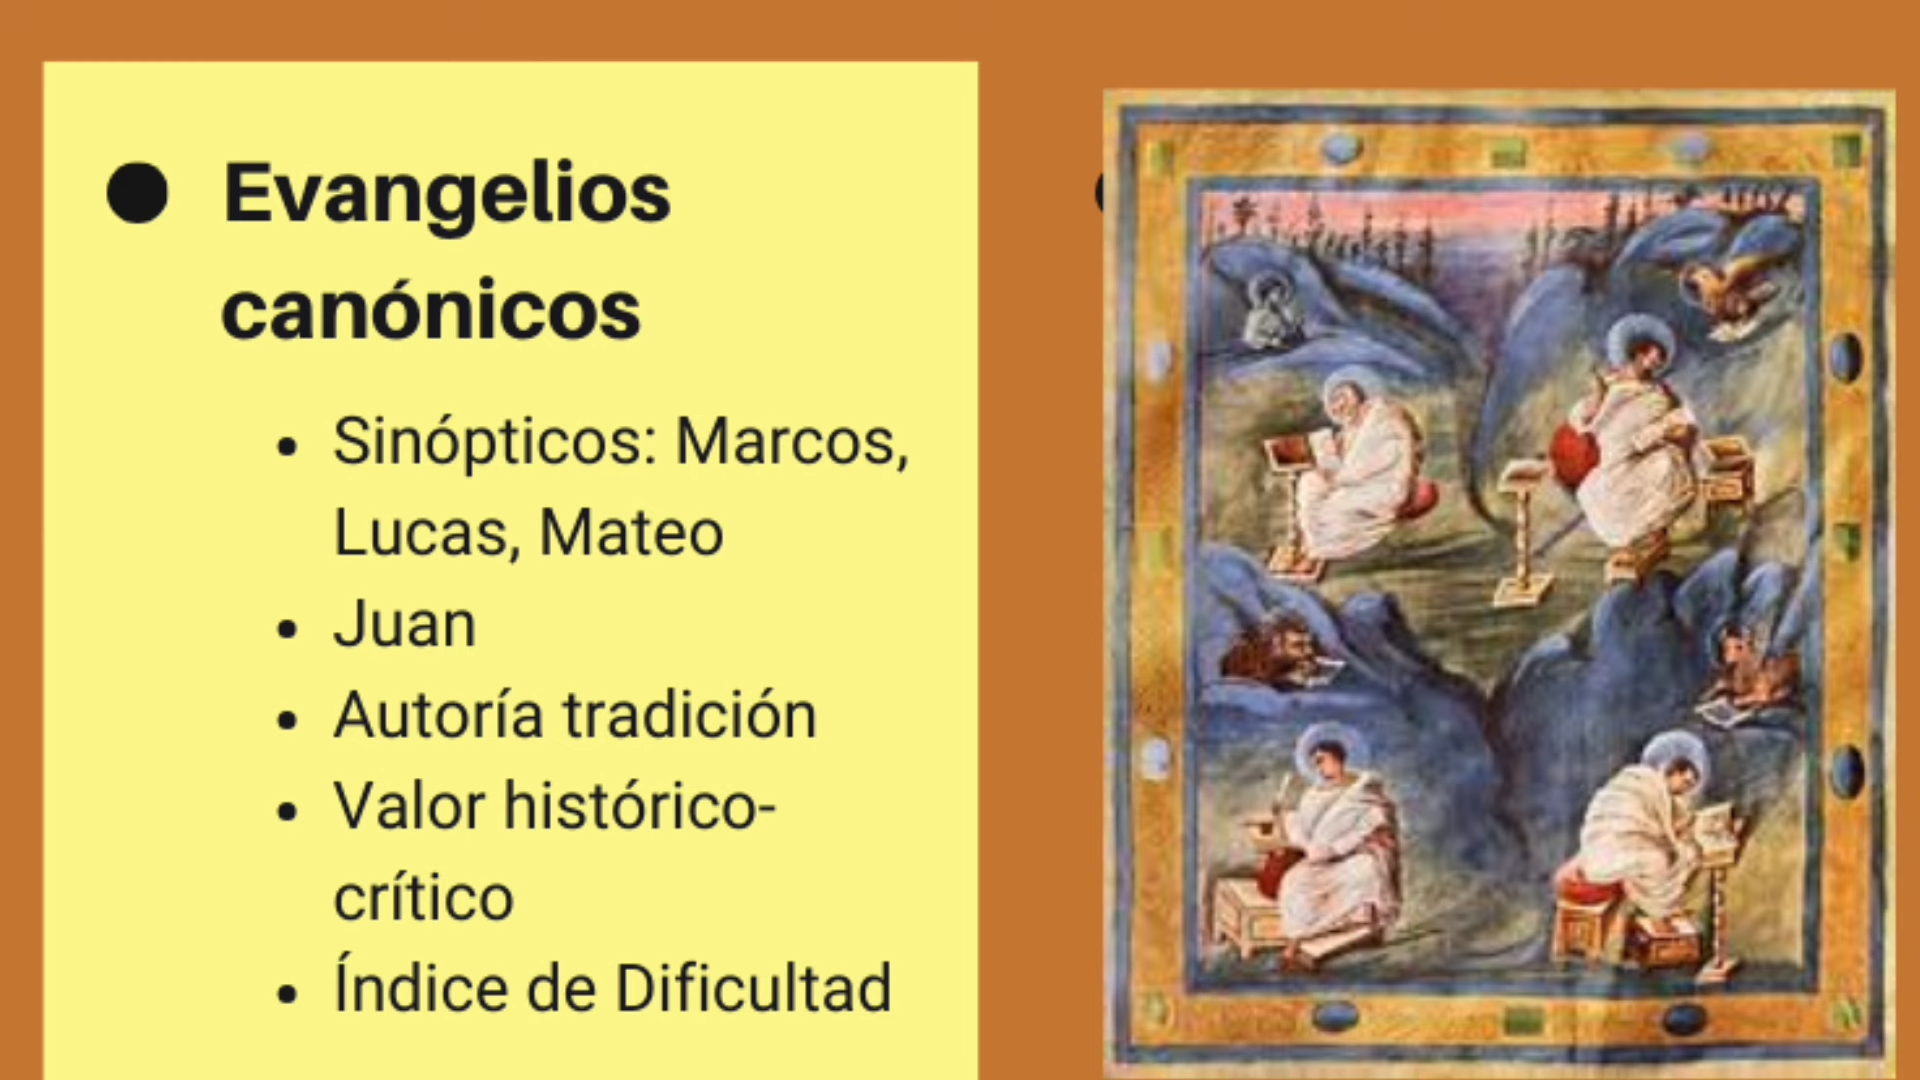 ● Evangelios
canónicos
• Sinópticos: Marcos,
Lucas, Mateo
• Juan
• Autoría tradición
• Valor histórico-
crítico
• Índice de Dificultad